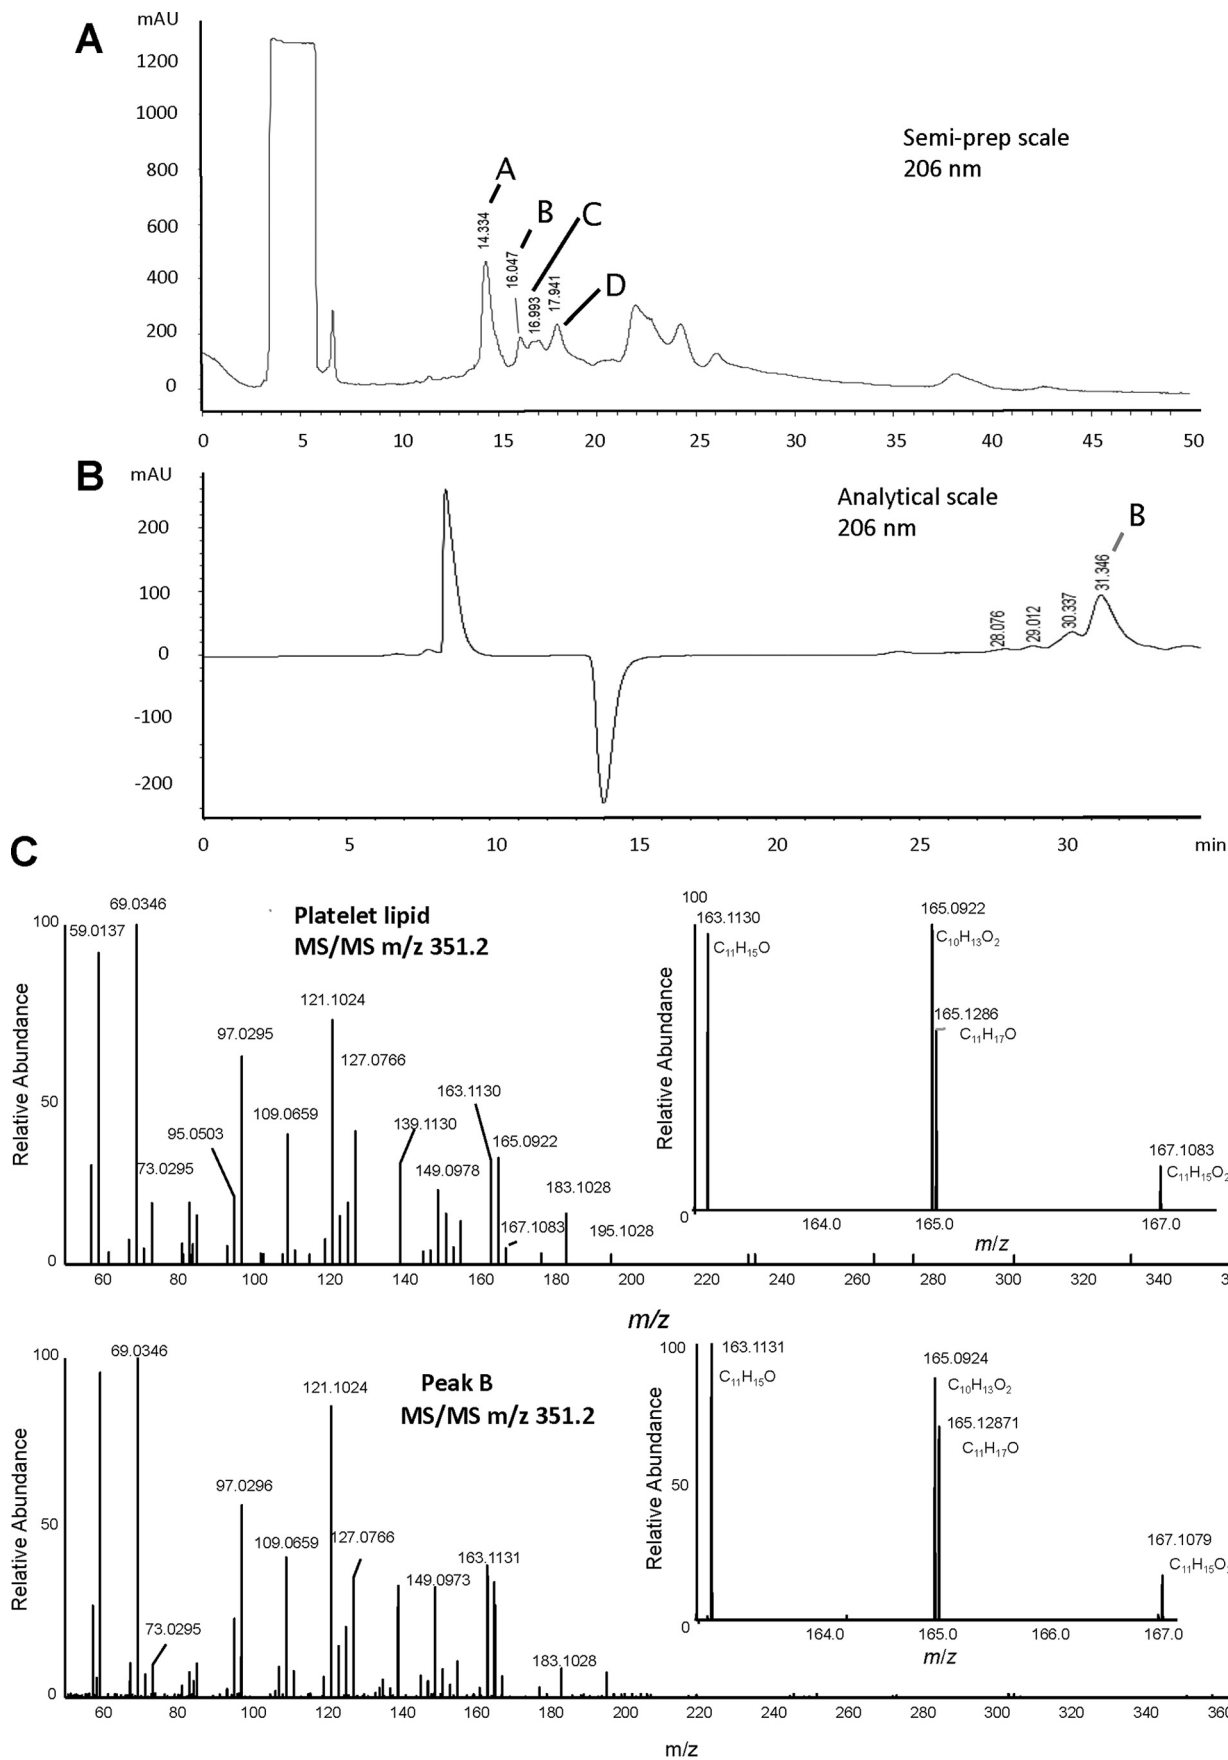 A
mAU
1200
1000
800
600
400
200
0
Semi-prep scale
206 nm
A
B
C
D
14.334
16.047
16.993
17.941
0 5 10 15 20 25 30 35 40 45 50
B
mAU
200
100
0
-100
-200
Analytical scale
206 nm
B
28.076
29.012
30.337
31.346
0 5 10 15 20 25 30 min
C
Platelet lipid
MS/MS m/z 351.2
Relative Abundance
100
50
0
59.0137
69.0346
73.0295
95.0503
97.0295
109.0659
121.1024
127.0766
139.1130
149.0978
163.1130
165.0922
167.1083
183.1028
195.1028
60 80 100 120 140 160 180 200 220 240 260 280 300 320 340 3
m/z
Relative Abundance
100
0
163.1130
C11H15O
165.0922
C10H13O2
165.1286
C11H17O
167.1083
C11H15O2
164.0 165.0 167.0
m/z
Peak B
MS/MS m/z 351.2
Relative Abundance
100
50
0
69.0346
73.0295
97.0296
109.0659
121.1024
127.0766
149.0973
163.1131
183.1028
60 80 100 120 140 160 180 200 220 240 260 280 300 320 340 360
m/z
Relative Abundance
100
50
0
163.1131
C11H15O
165.0924
C10H13O2
165.12871
C11H17O
167.1079
C11H15O2
164.0 165.0 166.0 167.0
m/z